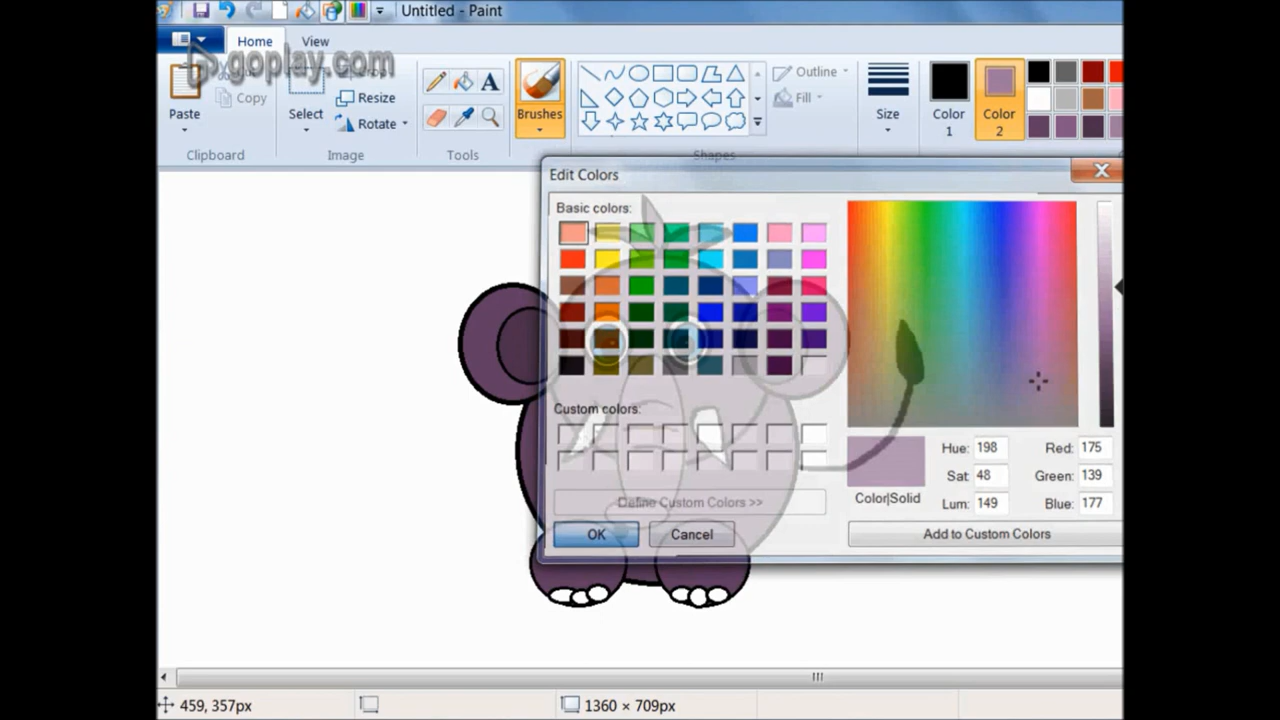 Untitled - Paint
Home View
goplay.com
Paste
Copy
Select
Resize
Rotate
Brushes
Outline
Fill
Size
Color 1
Color 2
Clipboard
Image
Tools
Shapes
Edit Colors
Basic colors:
Custom colors:
Define Custom Colors >>
OK
Cancel
Hue: 198
Sat: 48
Lum: 149
Red: 175
Green: 139
Blue: 177
Color|Solid
Add to Custom Colors
459, 357px
1360 × 709px